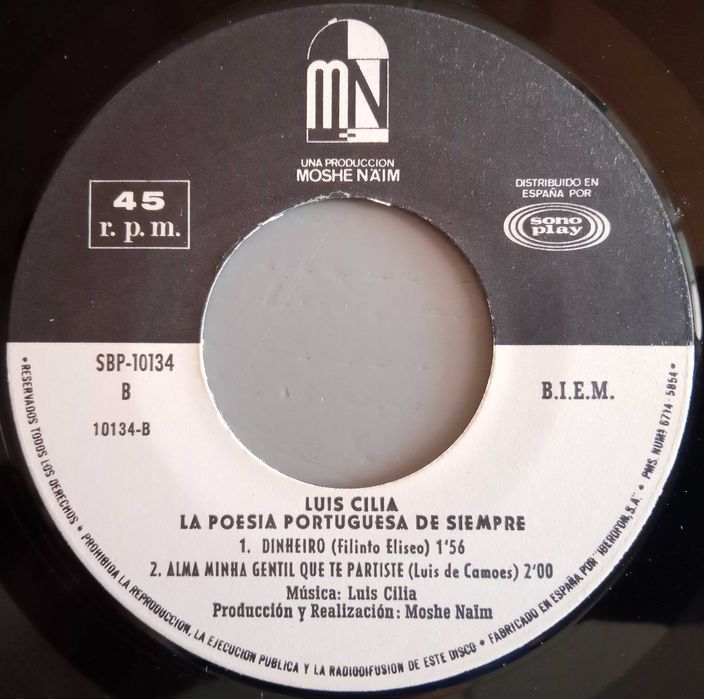 MN
UNA PRODUCCION
MOSHE NÄIM
45
r. p. m.
DISTRIBUIDO EN
ESPAÑA POR
sono
play
SBP-10134
B
10134-B
B.I.E.M.
LUIS CILIA
LA POESIA PORTUGUESA DE SIEMPRE
1. DINHEIRO (Filinto Eliseo) 1'56
2. ALMA MINHA GENTIL QUE TE PARTISTE (Luis de Camoes) 2'00
Música: Luis Cilia
Producción y Realización: Moshe Naim
•RESERVADOS TODOS LOS DERECHOS • PROHIBIDA LA REPRODUCCION, LA EJECUCION PUBLICA Y LA RADIODIFUSION DE ESTE DISCO • FABRICADO EN ESPAÑA POR "IBEROFON, S.A." • PMS. NUMS 6714 - 5854 •